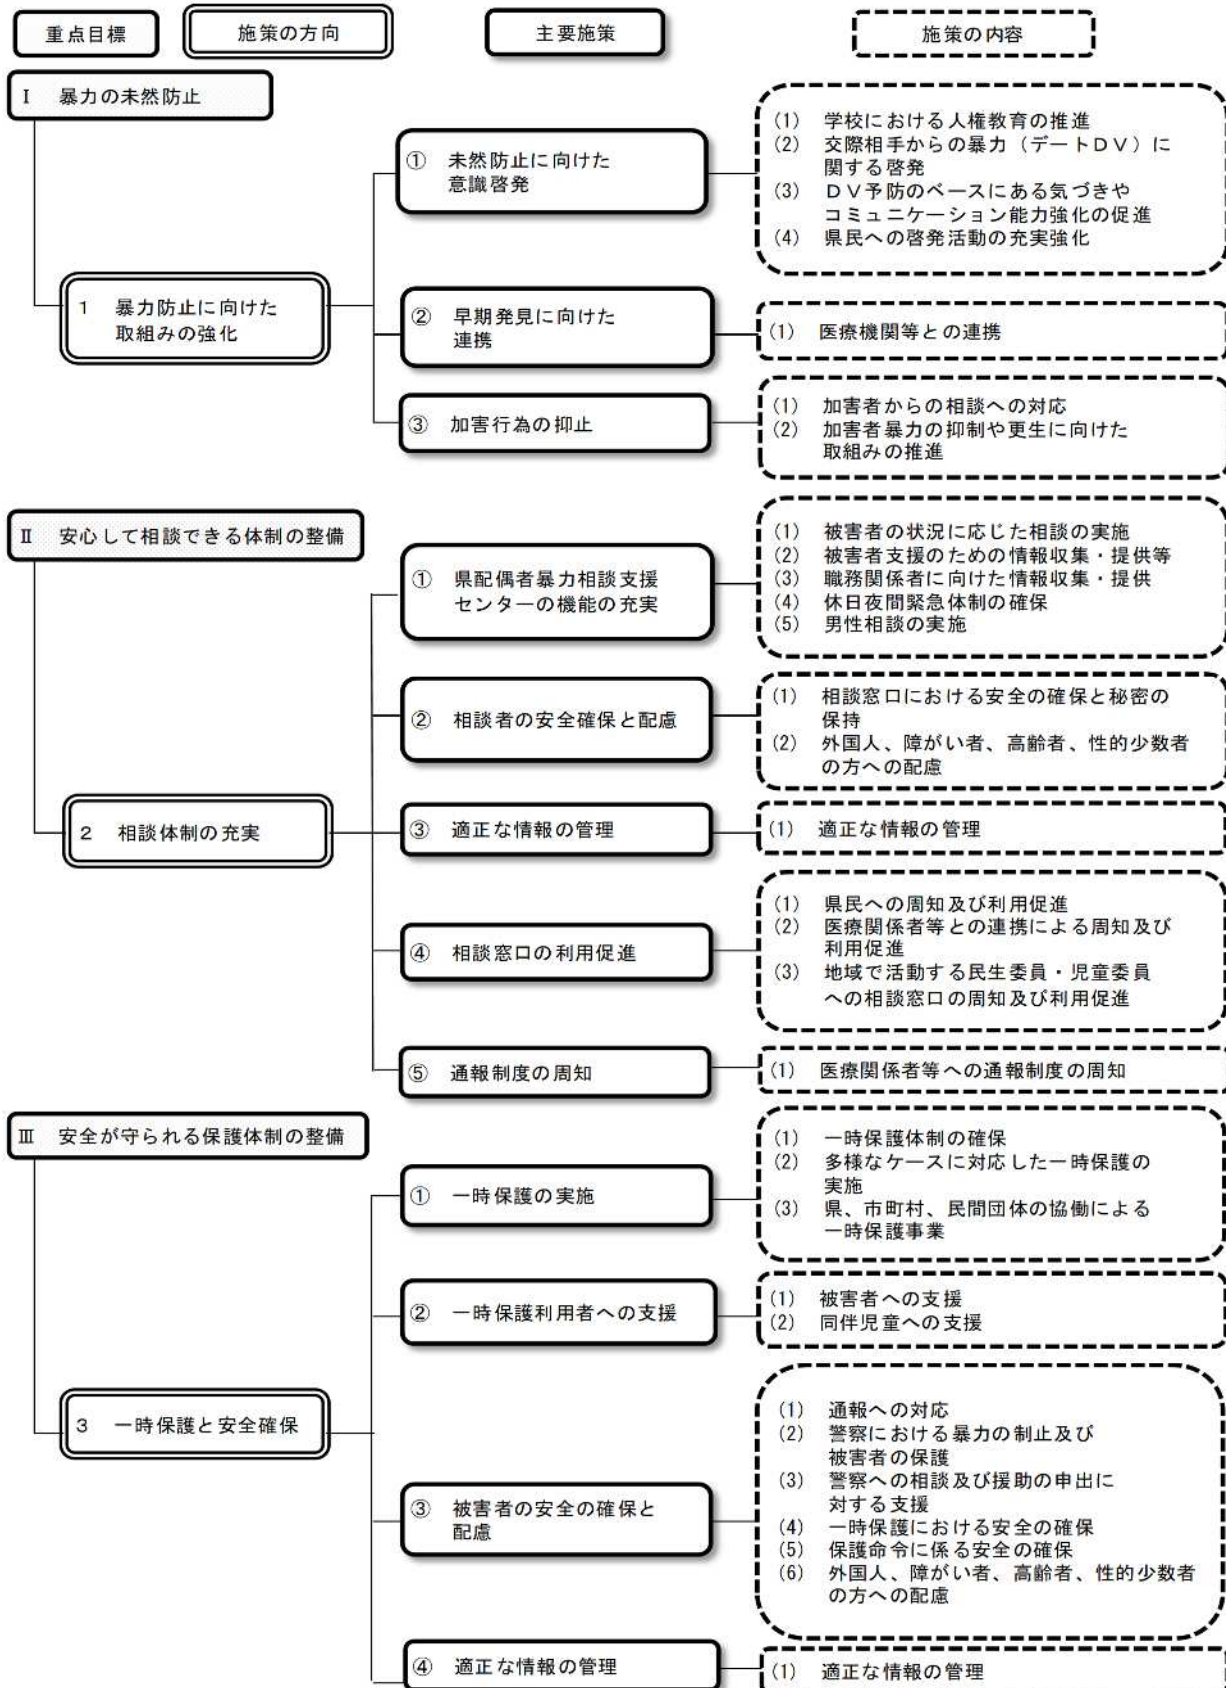 重点目標
施策の方向
主要施策
施策の内容
Ⅰ 暴力の未然防止
1 暴力防止に向けた
取組みの強化
① 未然防止に向けた
意識啓発
(1) 学校における人権教育の推進
(2) 交際相手からの暴力（デートＤＶ）に
関する啓発
(3) ＤＶ予防のベースにある気づきや
コミュニケーション能力強化の促進
(4) 県民への啓発活動の充実強化
② 早期発見に向けた
連携
(1) 医療機関等との連携
③ 加害行為の抑止
(1) 加害者からの相談への対応
(2) 加害者暴力の抑制や更生に向けた
取組みの推進
Ⅱ 安心して相談できる体制の整備
2 相談体制の充実
① 県配偶者暴力相談支援
センターの機能の充実
(1) 被害者の状況に応じた相談の実施
(2) 被害者支援のための情報収集・提供等
(3) 職務関係者に向けた情報収集・提供
(4) 休日夜間緊急体制の確保
(5) 男性相談の実施
② 相談者の安全確保と配慮
(1) 相談窓口における安全の確保と秘密の
保持
(2) 外国人、障がい者、高齢者、性的少数者
の方への配慮
③ 適正な情報の管理
(1) 適正な情報の管理
④ 相談窓口の利用促進
(1) 県民への周知及び利用促進
(2) 医療関係者等との連携による周知及び
利用促進
(3) 地域で活動する民生委員・児童委員
への相談窓口の周知及び利用促進
⑤ 通報制度の周知
(1) 医療関係者等への通報制度の周知
Ⅲ 安全が守られる保護体制の整備
3 一時保護と安全確保
① 一時保護の実施
(1) 一時保護体制の確保
(2) 多様なケースに対応した一時保護の
実施
(3) 県、市町村、民間団体の協働による
一時保護事業
② 一時保護利用者への支援
(1) 被害者への支援
(2) 同伴児童への支援
③ 被害者の安全の確保と
配慮
(1) 通報への対応
(2) 警察における暴力の制止及び
被害者の保護
(3) 警察への相談及び援助の申出に
対する支援
(4) 一時保護における安全の確保
(5) 保護命令に係る安全の確保
(6) 外国人、障がい者、高齢者、性的少数者
の方への配慮
④ 適正な情報の管理
(1) 適正な情報の管理